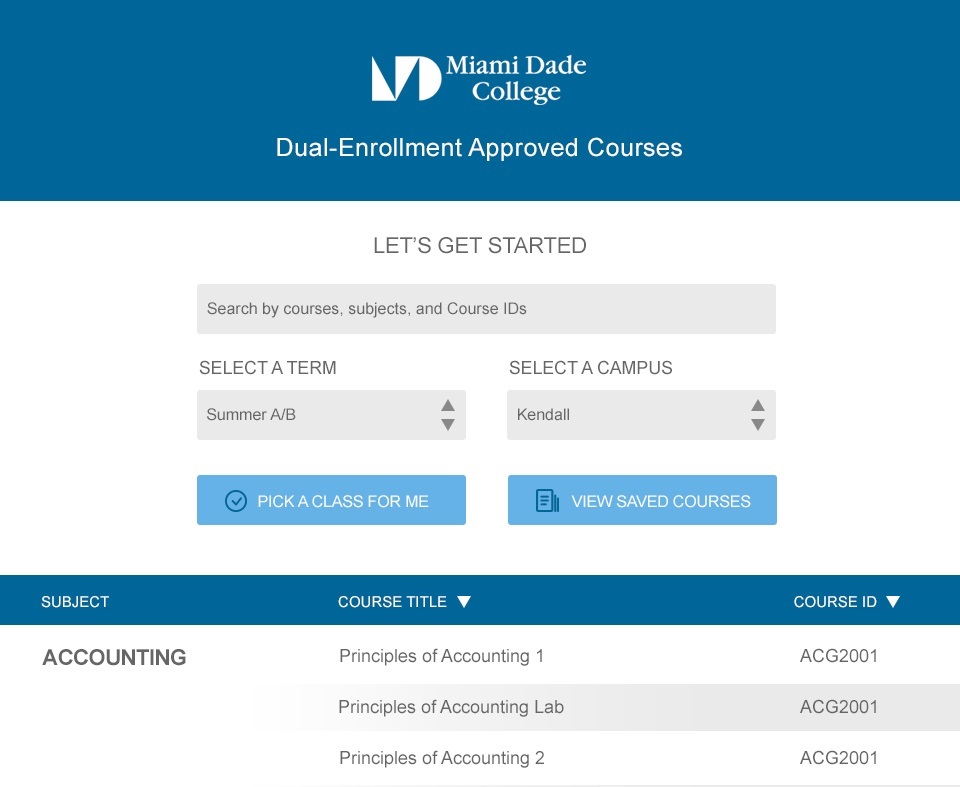 Miami Dade
College
Dual-Enrollment Approved Courses
LET’S GET STARTED
Search by courses, subjects, and Course IDs
SELECT A TERM SELECT A CAMPUS
Summer A/B Kendall
PICK A CLASS FOR ME VIEW SAVED COURSES
SUBJECT COURSE TITLE COURSE ID
ACCOUNTING Principles of Accounting 1 ACG2001
Principles of Accounting Lab ACG2001
Principles of Accounting 2 ACG2001